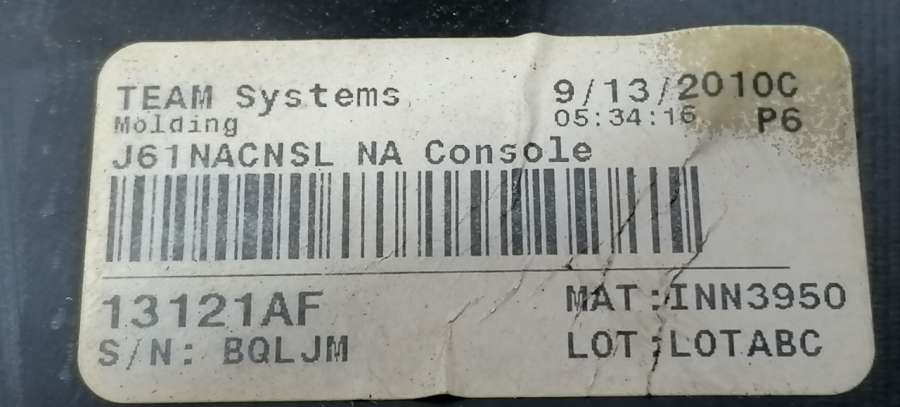 TEAM Systems 9/13/2010C
Molding 05:34:16 P6
J61NACNSL NA Console
13121AF MAT:INN3950
S/N: BQLJM LOT:LOTABC